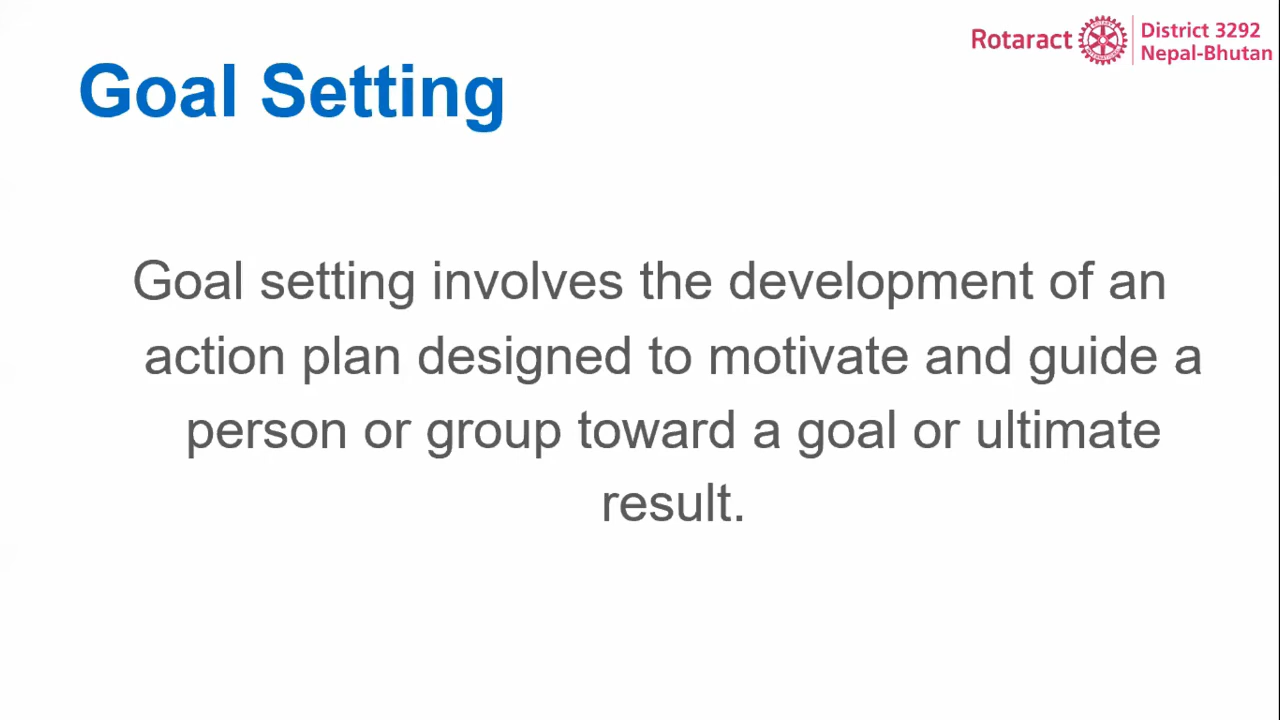 Rotaract
District 3292
Nepal-Bhutan
Goal Setting
Goal setting involves the development of an
action plan designed to motivate and guide a
person or group toward a goal or ultimate
result.